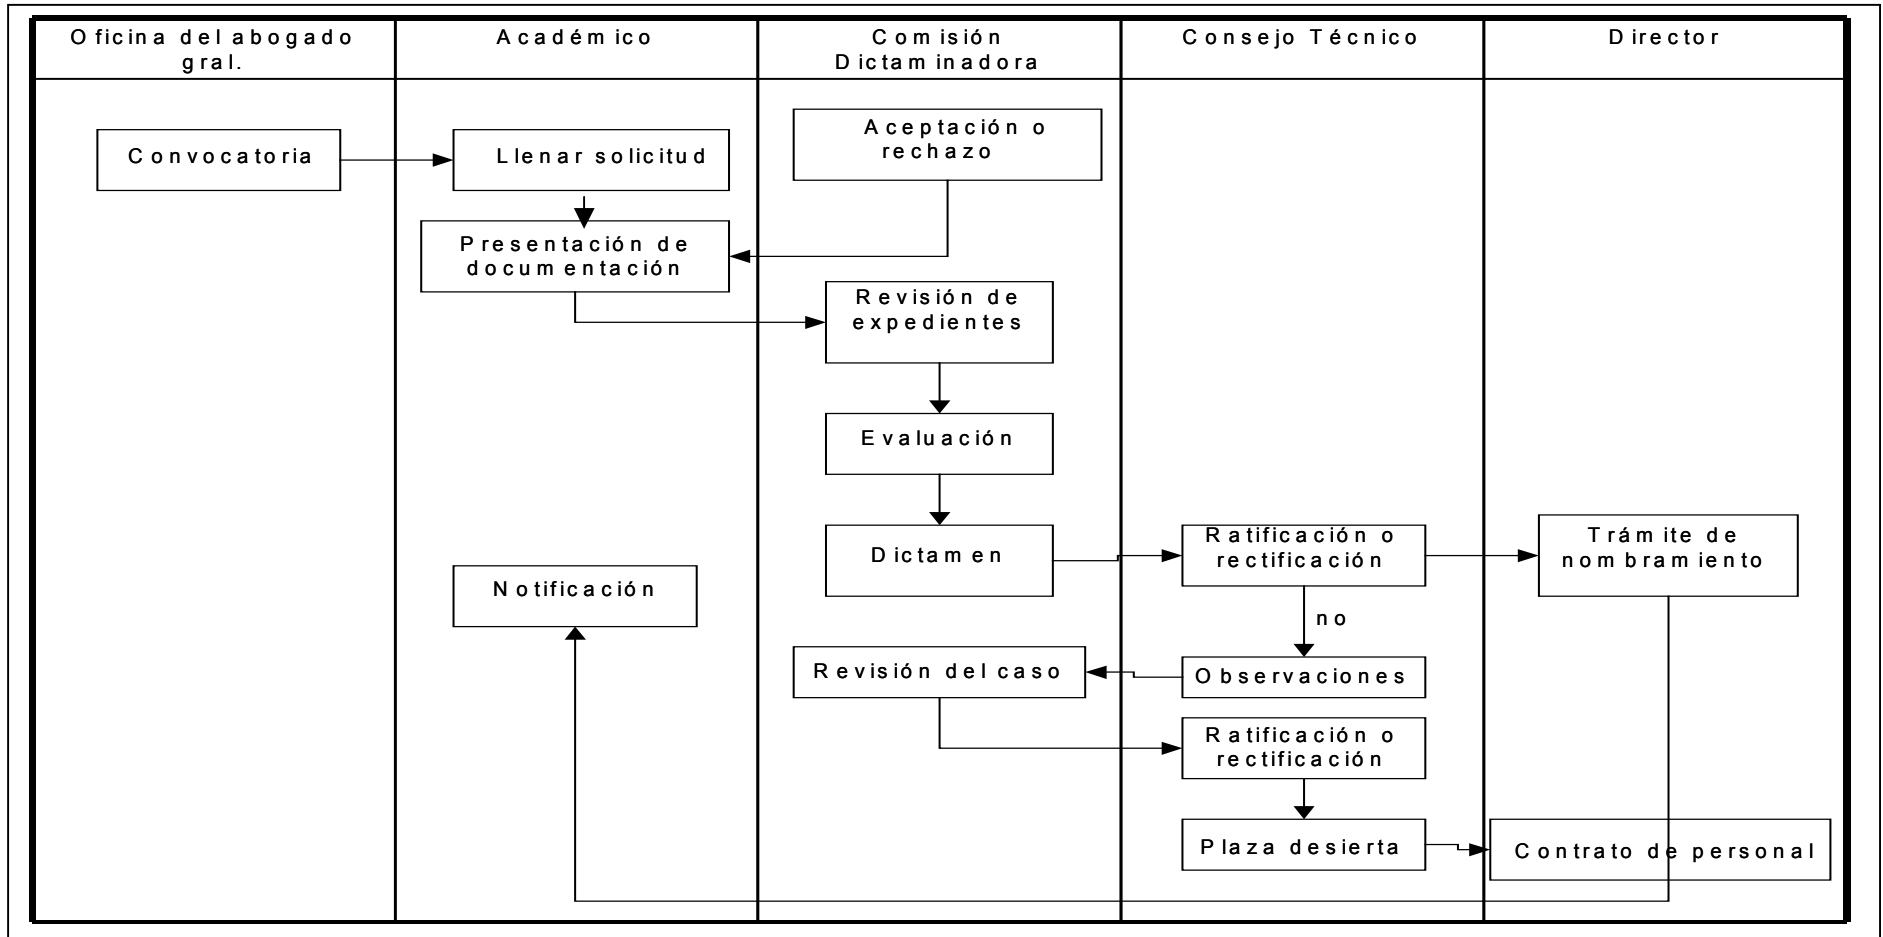 Oficina del abogado
gral.
Académico
Comisión
Dictaminadora
Consejo Técnico
Director
Convocatoria
Llenar solicitud
Aceptación o
rechazo
Presentación de
documentación
Revisión de
expedientes
Evaluación
Dictamen
Ratificación o
rectificación
Trámite de
nombramiento
Notificación
no
Revisión del caso
Observaciones
Ratificación o
rectificación
Plaza desierta
Contrato de personal